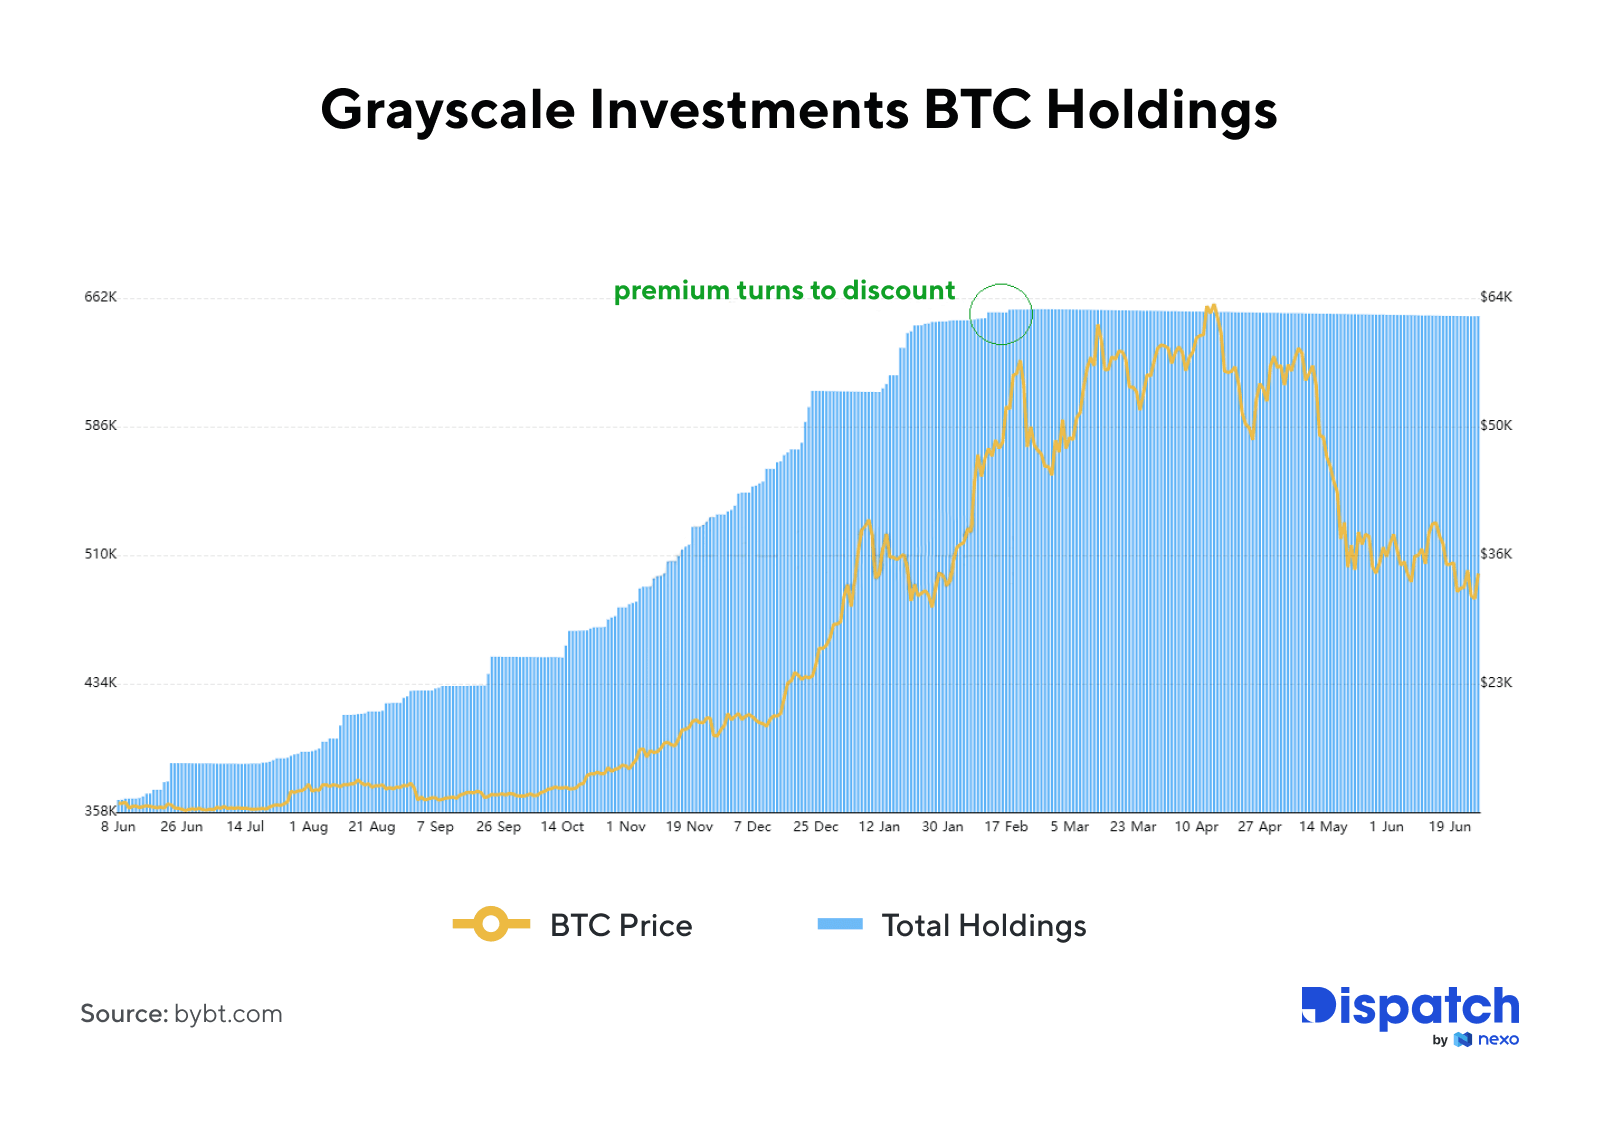 Grayscale Investments BTC Holdings
premium turns to discount
662K
$64K
586K
$50K
510K
$36K
434K
$23K
358K
8 Jun 26 Jun 14 Jul 1 Aug 21 Aug 7 Sep 26 Sep 14 Oct 1 Nov 19 Nov 7 Dec 25 Dec 12 Jan 30 Jan 17 Feb 5 Mar 23 Mar 10 Apr 27 Apr 14 May 1 Jun 19 Jun
BTC Price Total Holdings
Source: bybt.com
Dispatch
by nexo